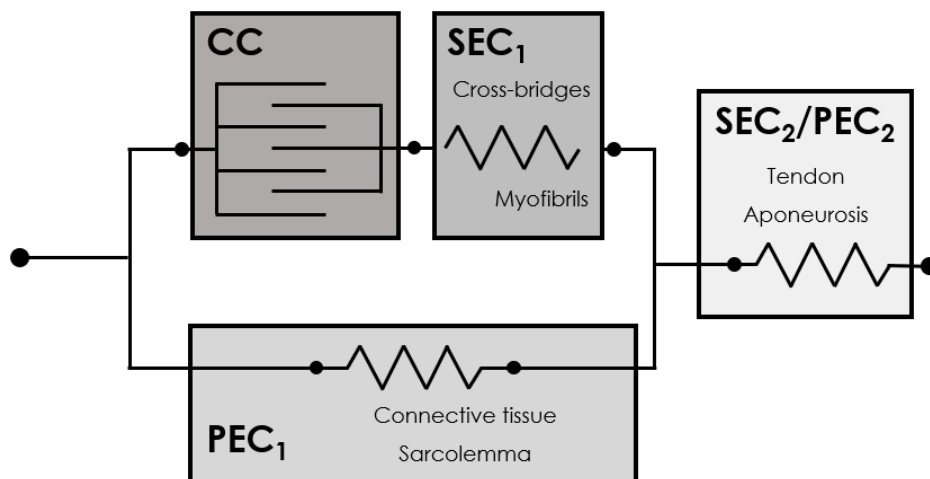 CC
SEC₁
Cross-bridges
Myofibrils
SEC₂/PEC₂
Tendon
Aponeurosis
PEC₁
Connective tissue
Sarcolemma